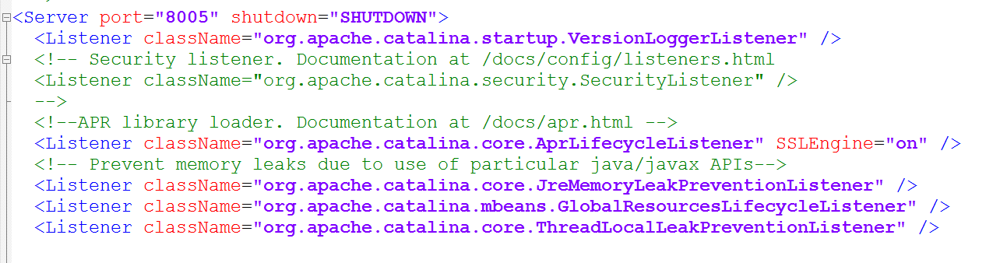 <Server port="8005" shutdown="SHUTDOWN">
<Listener className="org.apache.catalina.startup.VersionLoggerListener" />
<!-- Security listener. Documentation at /docs/config/listeners.html
<Listener className="org.apache.catalina.security.SecurityListener" />
-->
<!--APR library loader. Documentation at /docs/apr.html -->
<Listener className="org.apache.catalina.core.AprLifecycleListener" SSLEngine="on" />
<!-- Prevent memory leaks due to use of particular java/javax APIs-->
<Listener className="org.apache.catalina.core.JreMemoryLeakPreventionListener" />
<Listener className="org.apache.catalina.mbeans.GlobalResourcesLifecycleListener" />
<Listener className="org.apache.catalina.core.ThreadLocalLeakPreventionListener" />